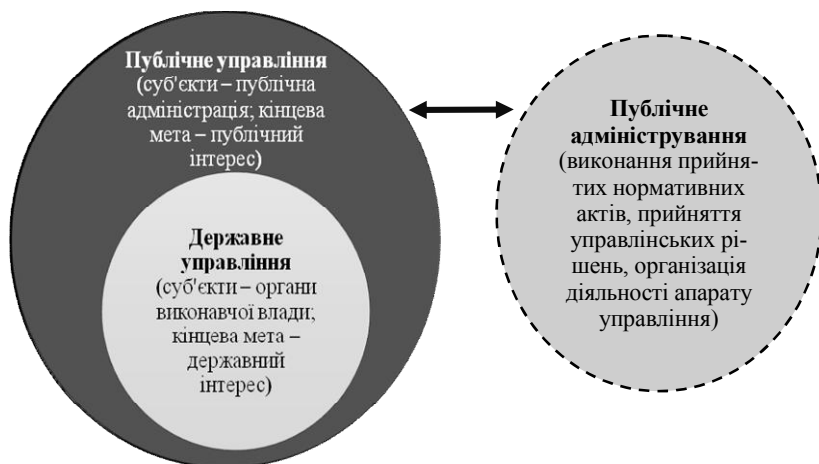 Публічне управління
(суб'єкти – публічна
адміністрація; кінцева
мета – публічний
інтерес)
Державне
управління
(суб'єкти – органи
виконавчої влади;
кінцева мета –
державний
інтерес)
Публічне
адміністрування
(виконання прийня-
тих нормативних
актів, прийняття
управлінських рі-
шень, організація
діяльності апарату
управління)